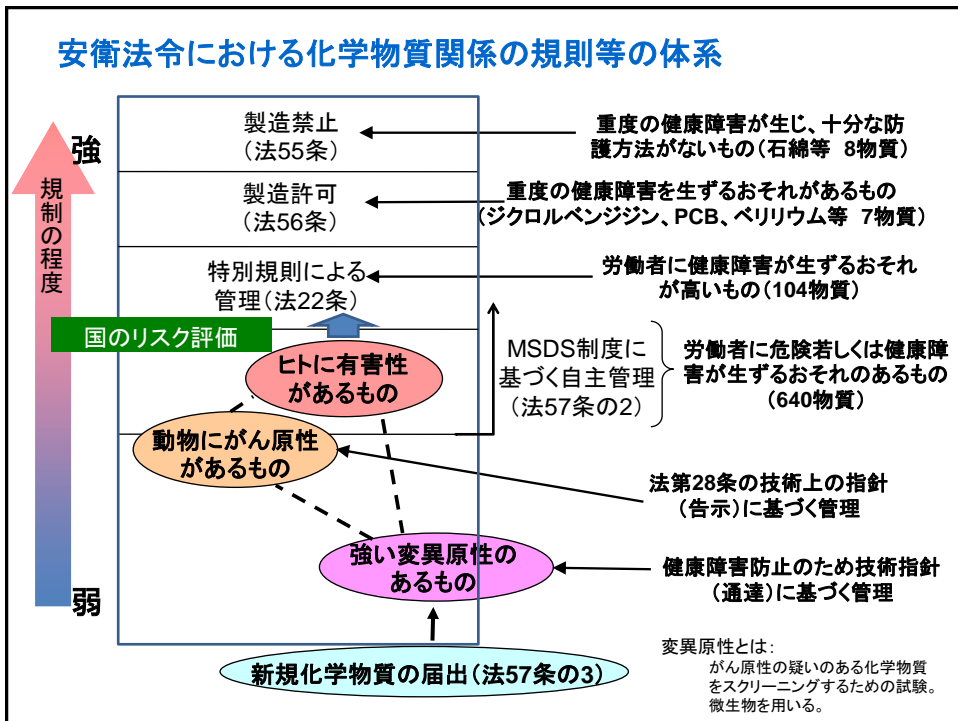 安衛法令における化学物質関係の規則等の体系
強
規制の程度
弱
製造禁止
(法55条)
重度の健康障害が生じ、十分な防
護方法がないもの(石綿等 8物質)
製造許可
(法56条)
重度の健康障害を生ずるおそれがあるもの
(ジクロルベンジジン、PCB、ベリリウム等 7物質)
特別規則による
管理(法22条)
労働者に健康障害が生ずるおそれ
が高いもの(104物質)
国のリスク評価
ヒトに有害性
があるもの
MSDS制度に
基づく自主管理
(法57条の2)
労働者に危険若しくは健康障
害が生ずるおそれのあるもの
(640物質)
動物にがん原性
があるもの
法第28条の技術上の指針
(告示)に基づく管理
強い変異原性の
あるもの
健康障害防止のため技術指針
(通達)に基づく管理
新規化学物質の届出(法57条の3)
変異原性とは:
がん原性の疑いのある化学物質
をスクリーニングするための試験。
微生物を用いる。